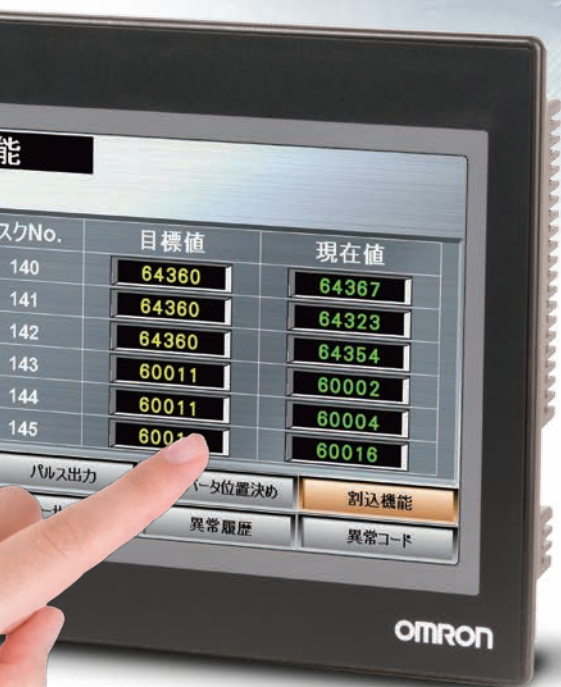 能
スクNo. 目標値 現在値
140 64360 64367
141 64360 64323
142 64360 64354
143 60011 60002
144 60011 60004
145 60016
パルス出力 ータ位置決め 割込機能
異常履歴 異常コード
OMRON